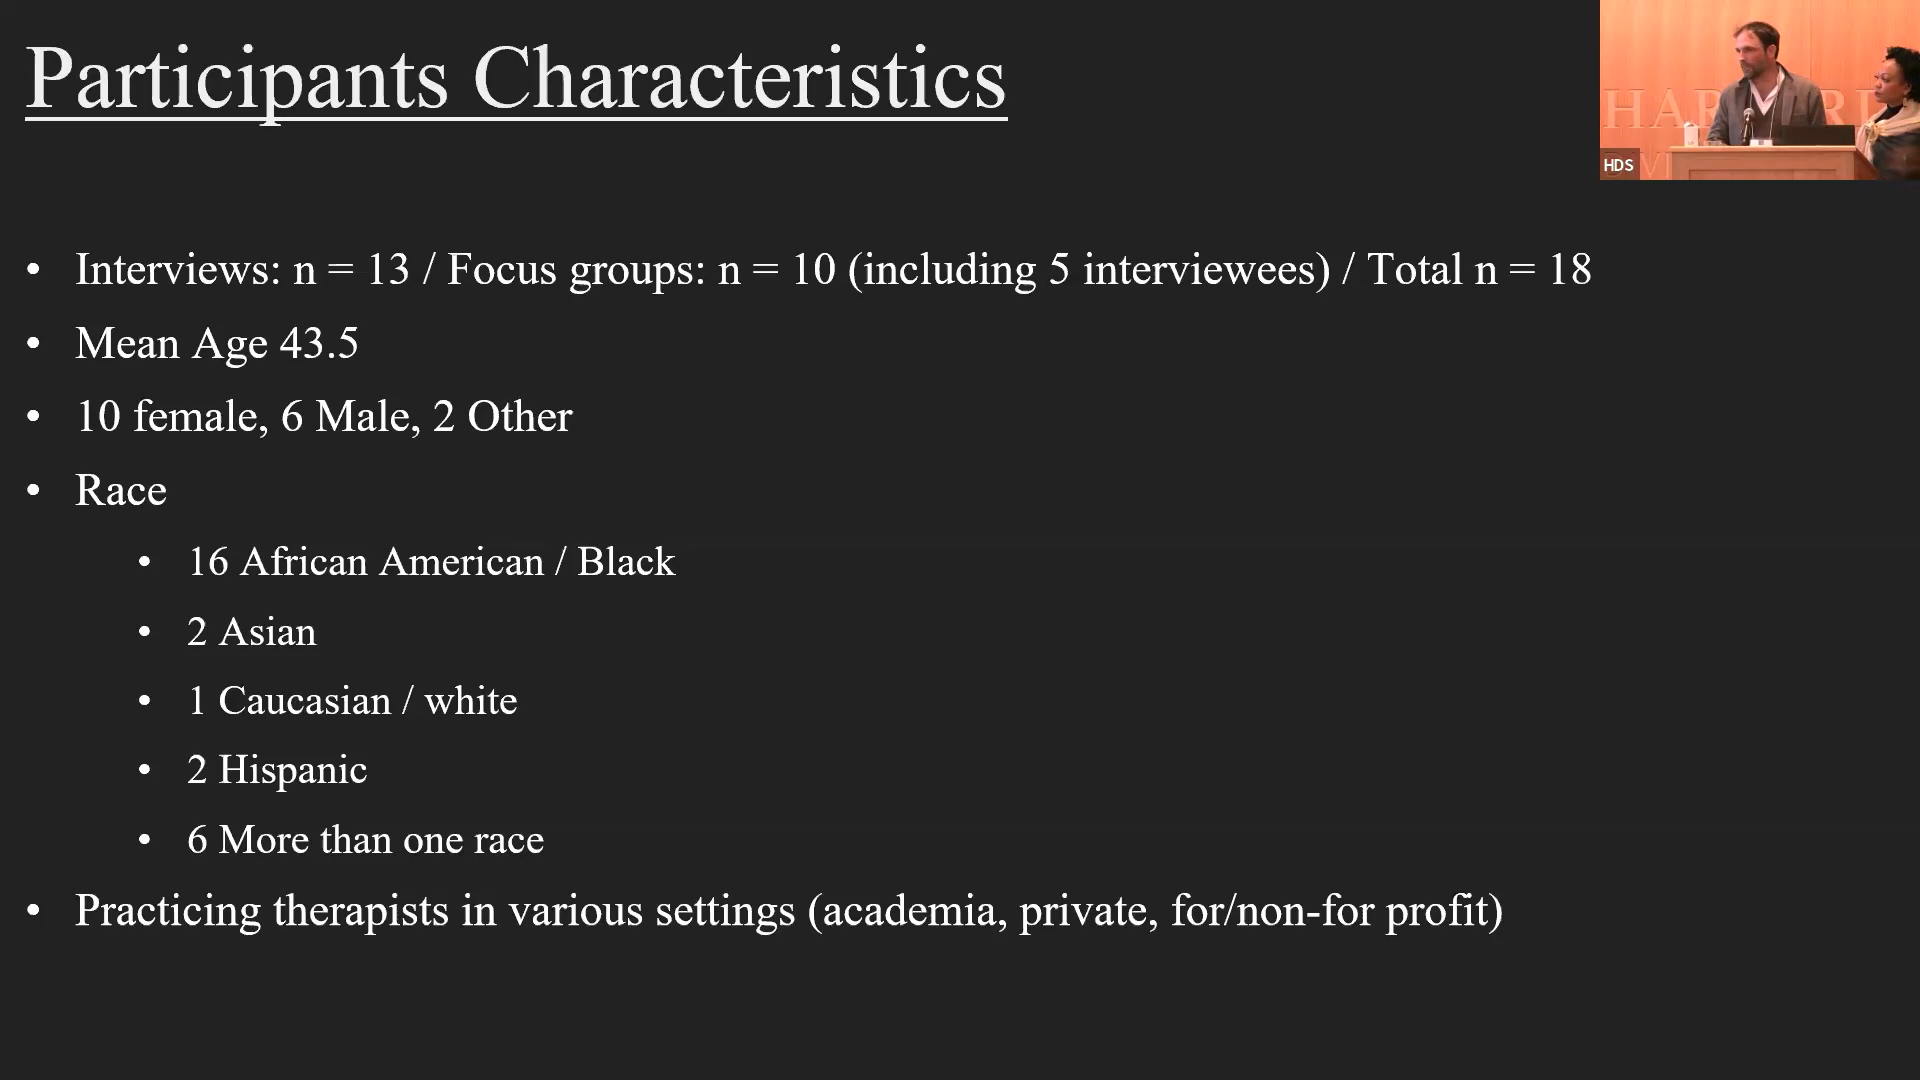 Participants Characteristics
HDS
• Interviews: n = 13 / Focus groups: n = 10 (including 5 interviewees) / Total n = 18
• Mean Age 43.5
• 10 female, 6 Male, 2 Other
• Race
• 16 African American / Black
• 2 Asian
• 1 Caucasian / white
• 2 Hispanic
• 6 More than one race
• Practicing therapists in various settings (academia, private, for/non-for profit)